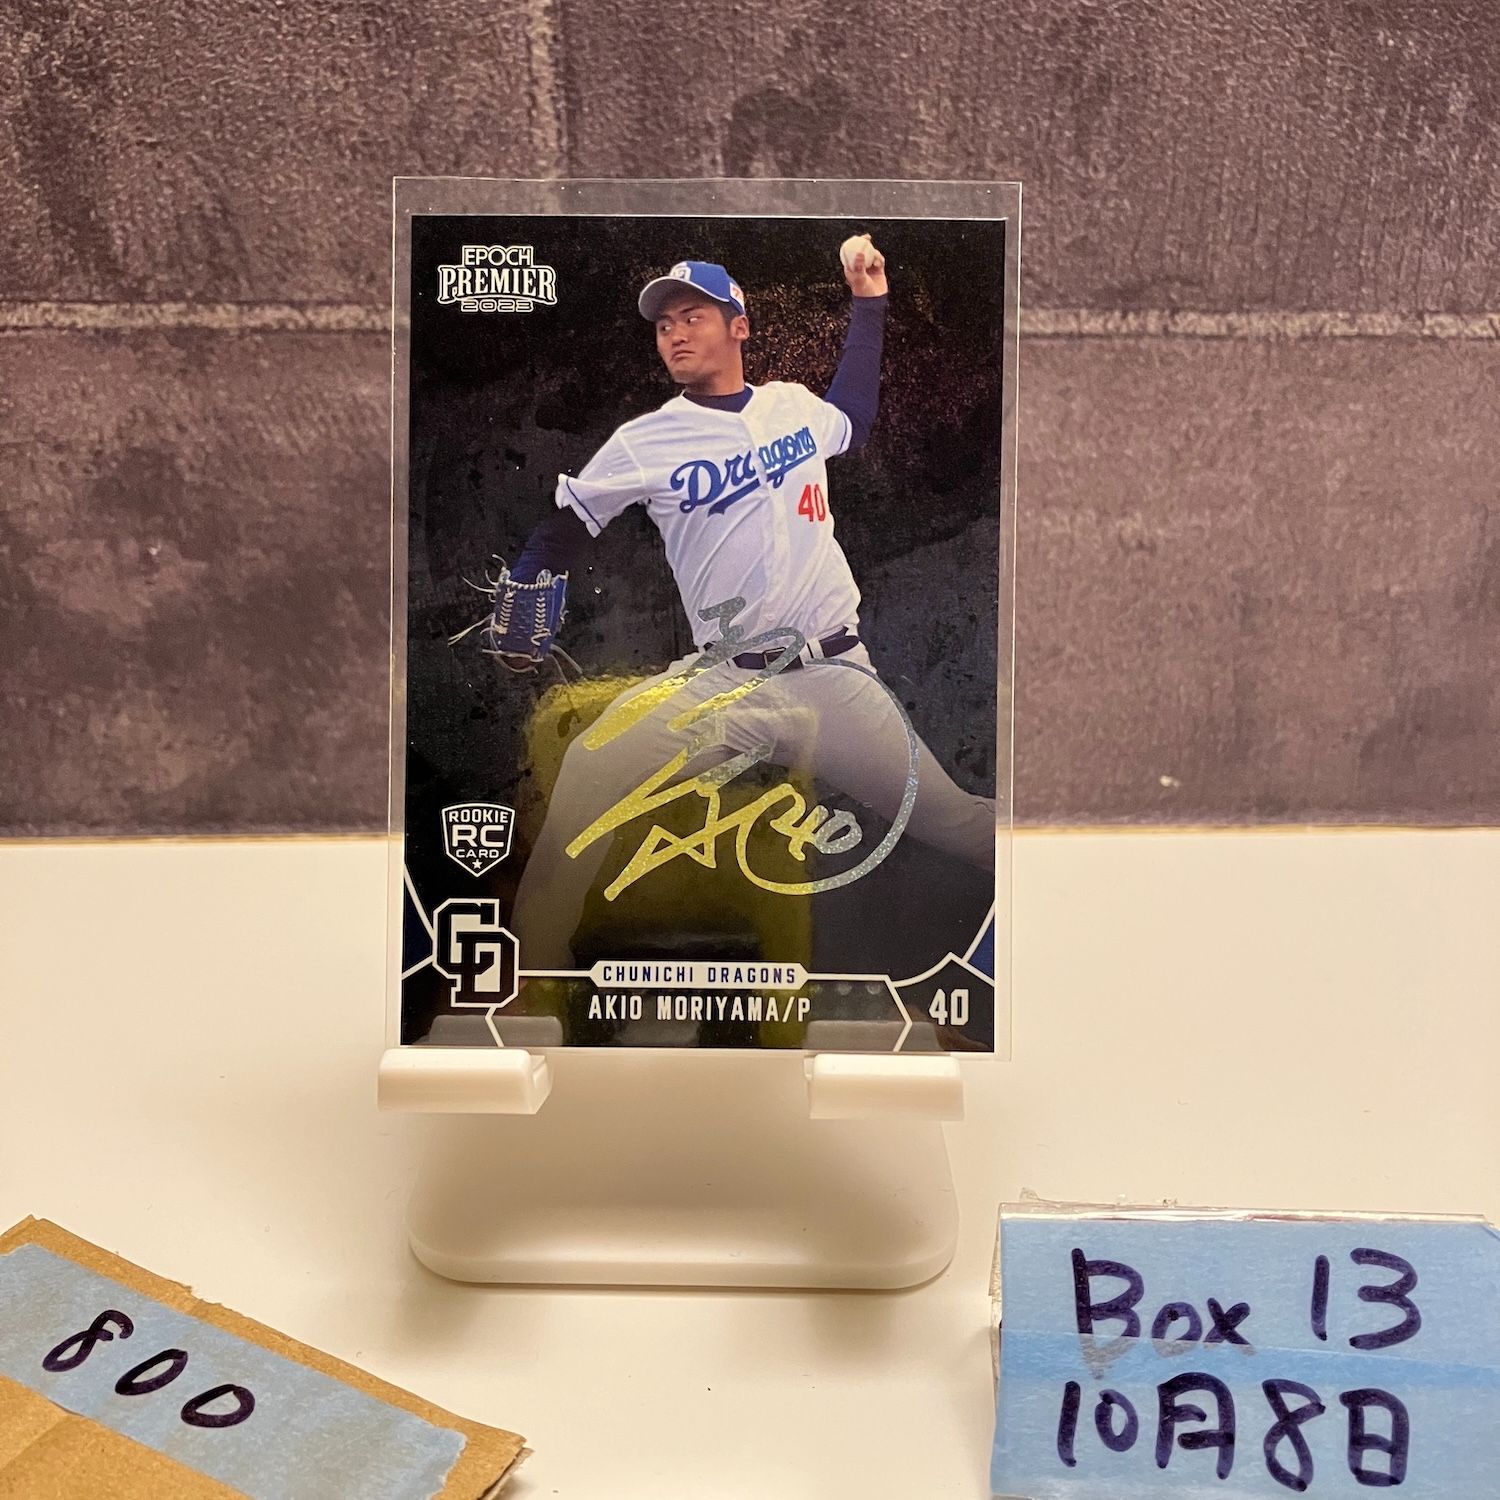 EPOCH
PREMIER
2023
Dragons
40
40
ROOKIE
RC
CARD
CD
CHUNICHI DRAGONS
AKIO MORIYAMA/P
40
800
Box 13
10月8日